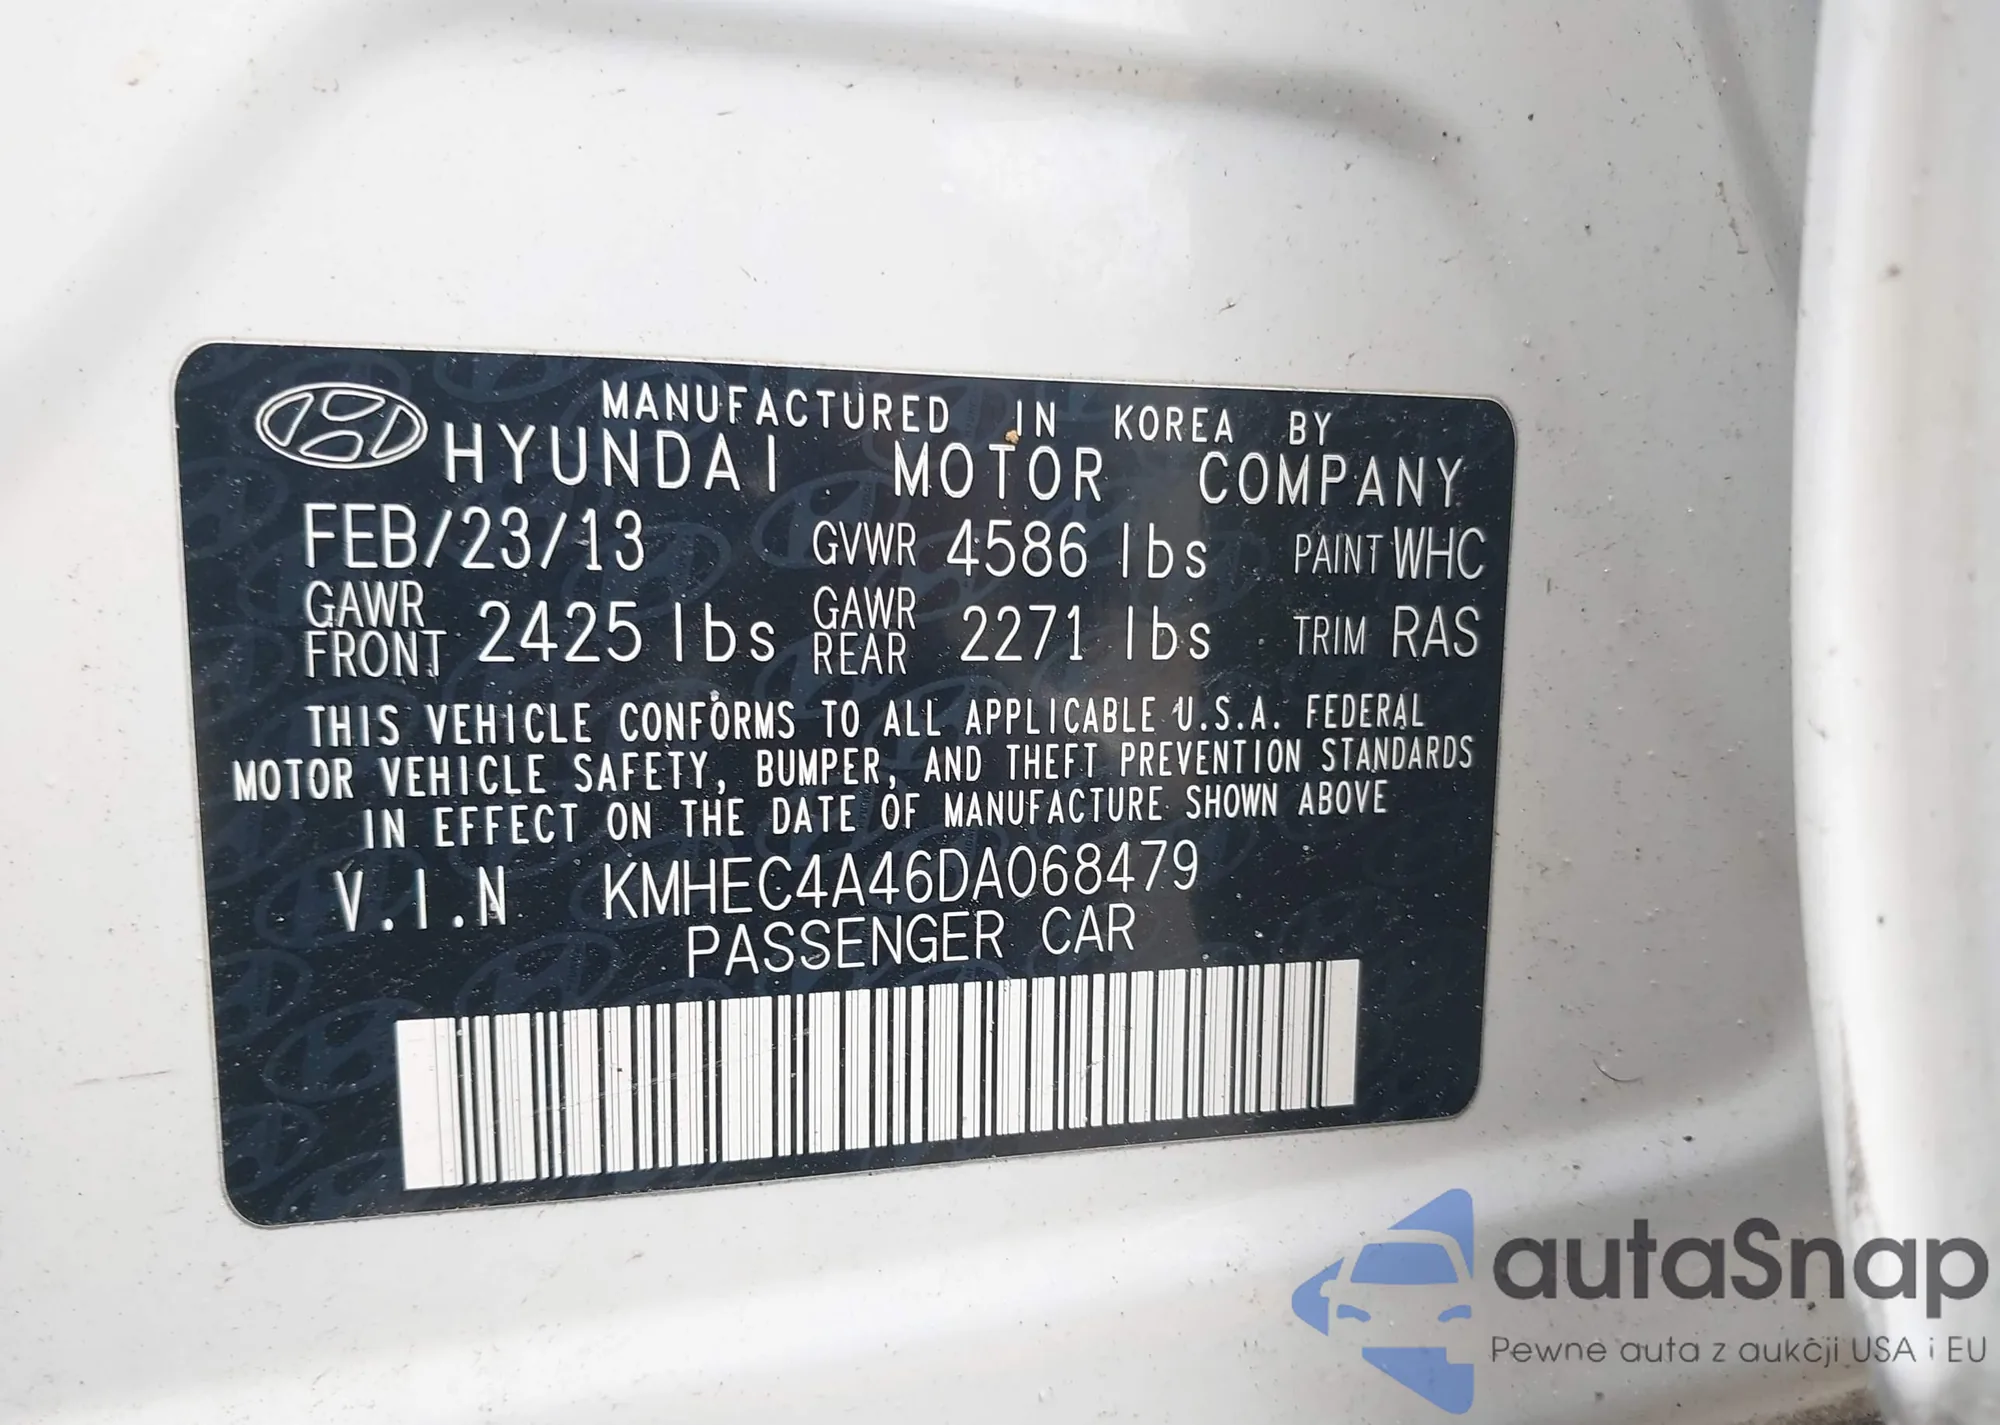 MANUFACTURED IN KOREA BY
HYUNDAI MOTOR COMPANY
FEB/23/13 GVWR 4586 lbs PAINT WHC
GAWR FRONT 2425 lbs GAWR REAR 2271 lbs TRIM RAS
THIS VEHICLE CONFORMS TO ALL APPLICABLE U.S.A. FEDERAL
MOTOR VEHICLE SAFETY, BUMPER, AND THEFT PREVENTION STANDARDS
IN EFFECT ON THE DATE OF MANUFACTURE SHOWN ABOVE
V.I.N KMHEC4A46DA068479
PASSENGER CAR
autaSnap
Pewne auta z aukcji USA i EU